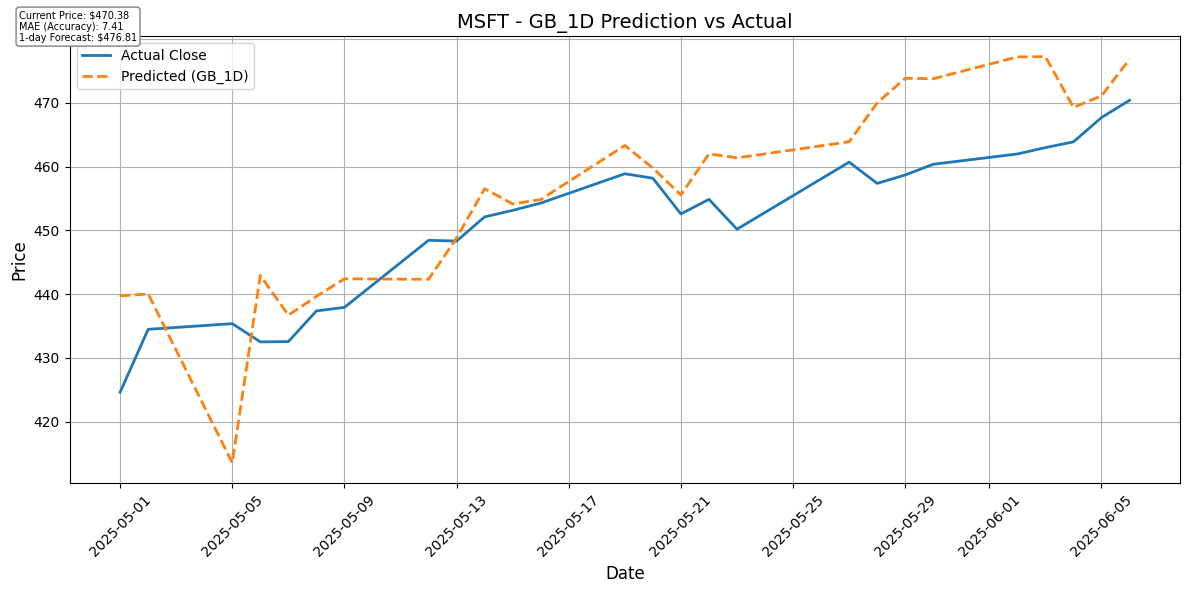 MSFT - GB_1D Prediction vs Actual
Current Price: $470.38
MAE (Accuracy): 7.41
1-day Forecast: $476.81
Actual Close
Predicted (GB_1D)
Price
470
460
450
440
430
420
2025-05-01
2025-05-05
2025-05-09
2025-05-13
2025-05-17
2025-05-21
2025-05-25
2025-05-29
2025-06-01
2025-06-05
Date